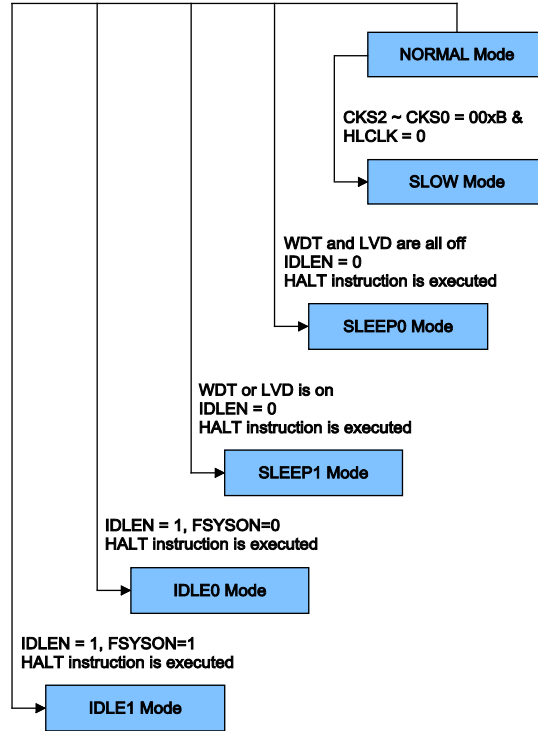 NORMAL Mode
CKS2 ~ CKS0 = 00xB &
HLCLK = 0
SLOW Mode
WDT and LVD are all off
IDLEN = 0
HALT instruction is executed
SLEEP0 Mode
WDT or LVD is on
IDLEN = 0
HALT instruction is executed
SLEEP1 Mode
IDLEN = 1, FSYSON=0
HALT instruction is executed
IDLE0 Mode
IDLEN = 1, FSYSON=1
HALT instruction is executed
IDLE1 Mode